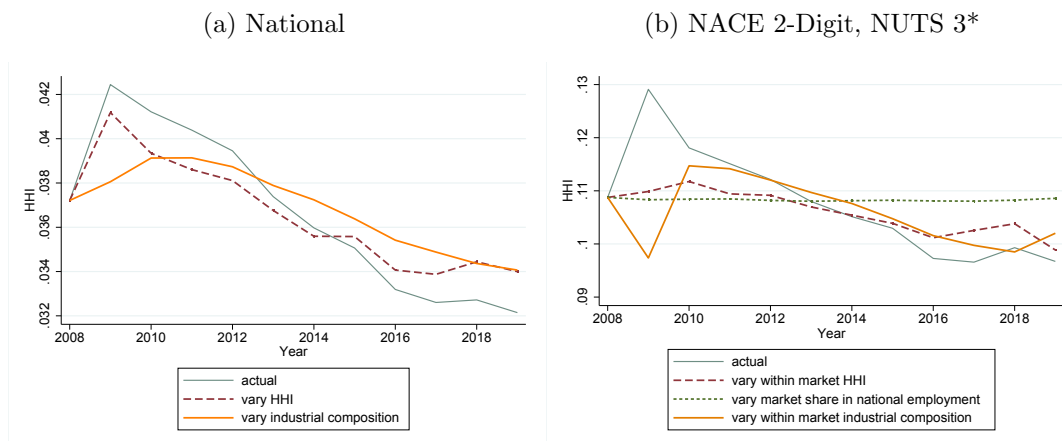 (a) National
(b) NACE 2-Digit, NUTS 3*
HHI
.042
.04
.038
.036
.034
.032
2008
2010
2012
2014
2016
2018
Year
actual
vary HHI
vary industrial composition
HHI
.13
.12
.11
.1
.09
2008
2010
2012
2014
2016
2018
Year
actual
vary within market HHI
vary market share in national employment
vary within market industrial composition